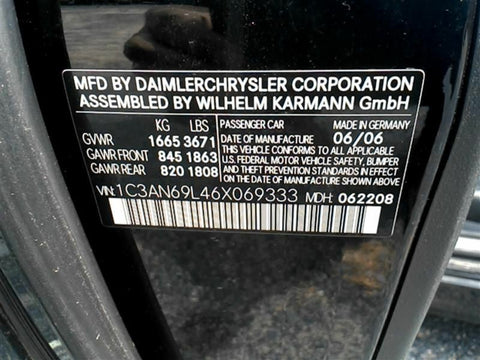 MFD BY DAIMLERCHRYSLER CORPORATION
ASSEMBLED BY WILHELM KARMANN GmbH
KG LBS
GVWR 1665 3671
GAWR FRONT 845 1863
GAWR REAR 820 1808
PASSENGER CAR MADE IN GERMANY
DATE OF MANUFACTURE 06/06
THIS VEHICLE CONFORMS TO ALL APPLICABLE
U.S. FEDERAL MOTOR VEHICLE SAFETY, BUMPER
AND THEFT PREVENTION STANDARDS IN EFFECT
ON THE DATE OF MANUFACTURE SHOWN ABOVE.
VIN: 1C3AN69L46X069333 MDH: 062208